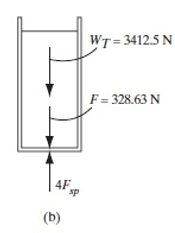 W_T = 3412.5 N
F = 328.63 N
4F_sp
(b)